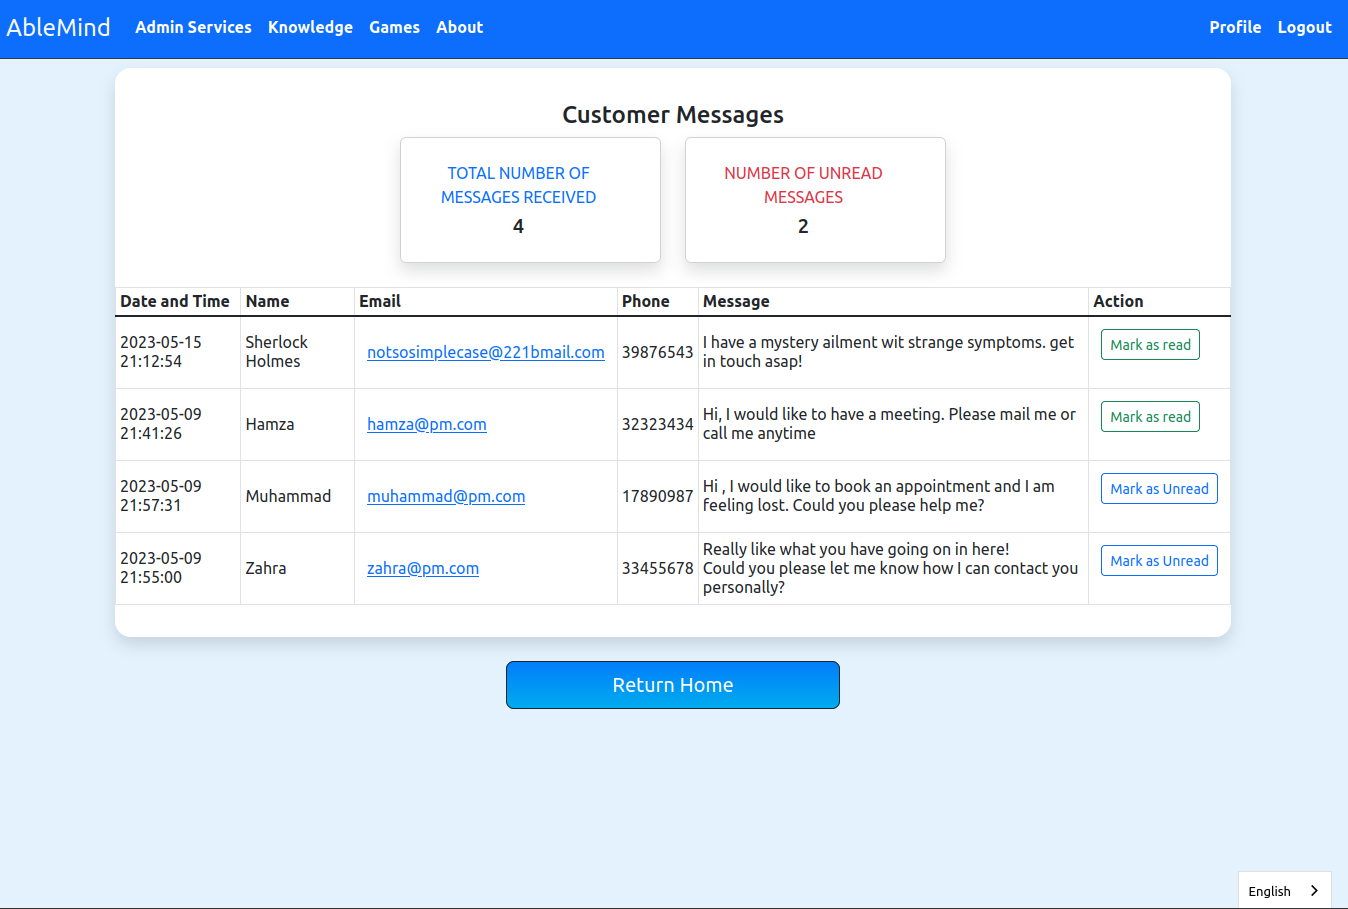 AbleMind Admin Services Knowledge Games About Profile Logout
Customer Messages
TOTAL NUMBER OF
MESSAGES RECEIVED
4
NUMBER OF UNREAD
MESSAGES
2
Date and Time Name Email Phone Message Action
2023-05-15
21:12:54
Sherlock
Holmes
notsosimplecase@221bmail.com
39876543
I have a mystery ailment wit strange symptoms. get
in touch asap!
Mark as read
2023-05-09
21:41:26
Hamza
hamza@pm.com
32323434
Hi, I would like to have a meeting. Please mail me or
call me anytime
Mark as read
2023-05-09
21:57:31
Muhammad
muhammad@pm.com
17890987
Hi , I would like to book an appointment and I am
feeling lost. Could you please help me?
Mark as Unread
2023-05-09
21:55:00
Zahra
zahra@pm.com
33455678
Really like what you have going on in here!
Could you please let me know how I can contact you
personally?
Mark as Unread
Return Home
English